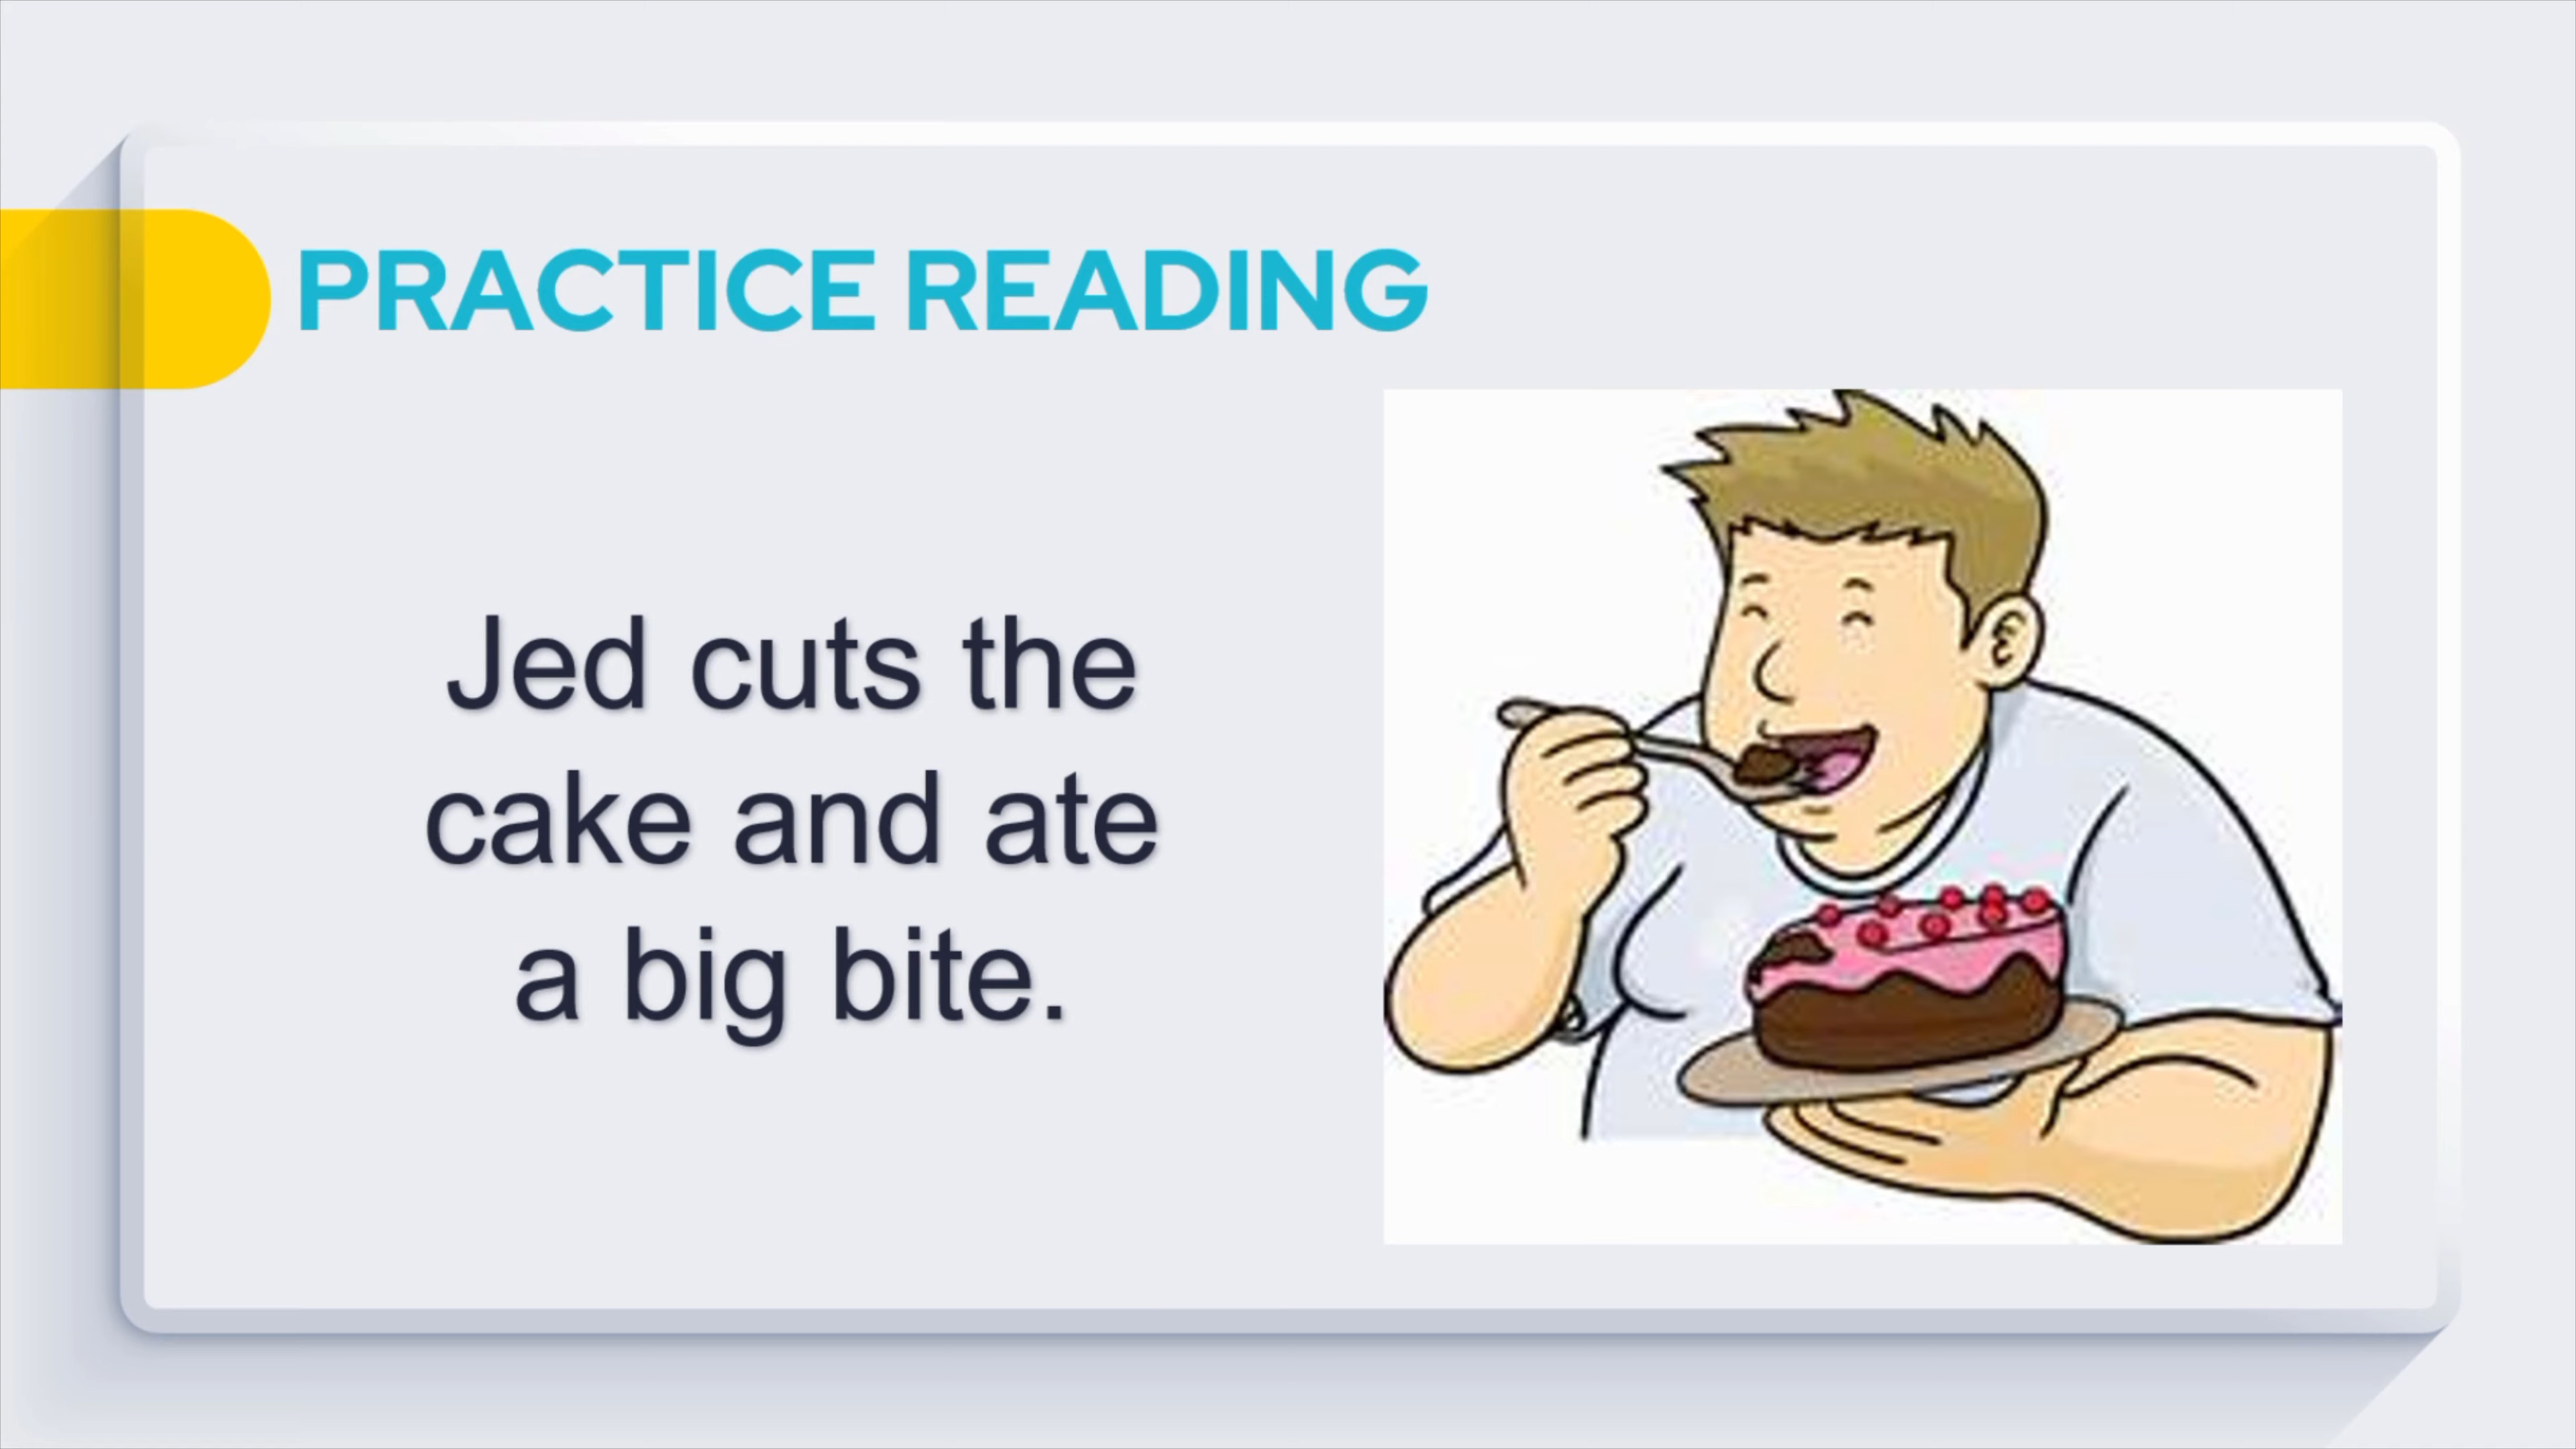 PRACTICE READING
Jed cuts the
cake and ate
a big bite.